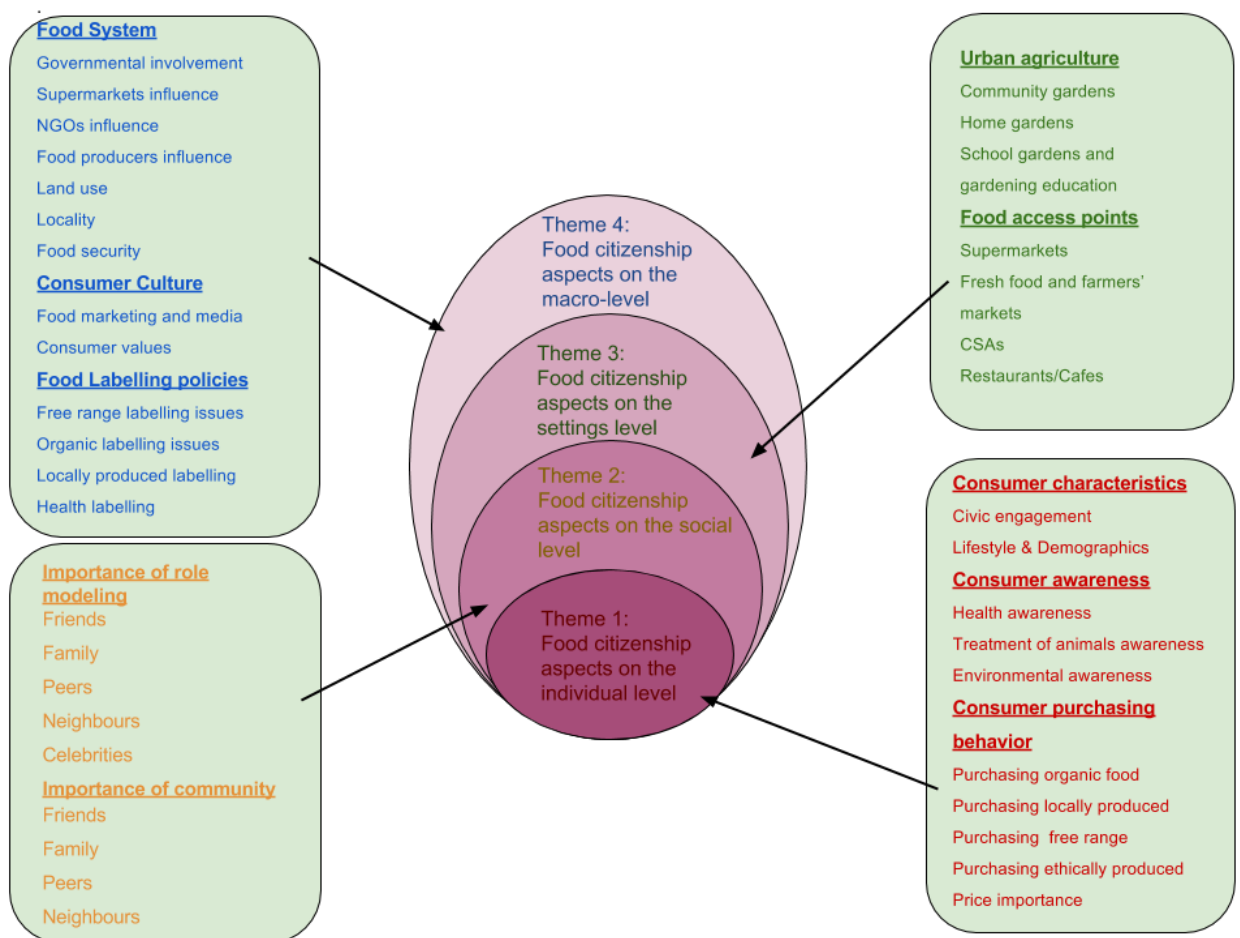 Food System
Governmental involvement
Supermarkets influence
NGOs influence
Food producers influence
Land use
Locality
Food security
Consumer Culture
Food marketing and media
Consumer values
Food Labelling policies
Free range labelling issues
Organic labelling issues
Locally produced labelling
Health labelling
Importance of role
modeling
Friends
Family
Peers
Neighbours
Celebrities
Importance of community
Friends
Family
Peers
Neighbours
Theme 4:
Food citizenship
aspects on the
macro-level
Theme 3:
Food citizenship
aspects on the
settings level
Theme 2:
Food citizenship
aspects on the social
level
Theme 1:
Food citizenship
aspects on the
individual level
Urban agriculture
Community gardens
Home gardens
School gardens and
gardening education
Food access points
Supermarkets
Fresh food and farmers'
markets
CSAs
Restaurants/Cafes
Consumer characteristics
Civic engagement
Lifestyle & Demographics
Consumer awareness
Health awareness
Treatment of animals awareness
Environmental awareness
Consumer purchasing
behavior
Purchasing organic food
Purchasing locally produced
Purchasing free range
Purchasing ethically produced
Price importance